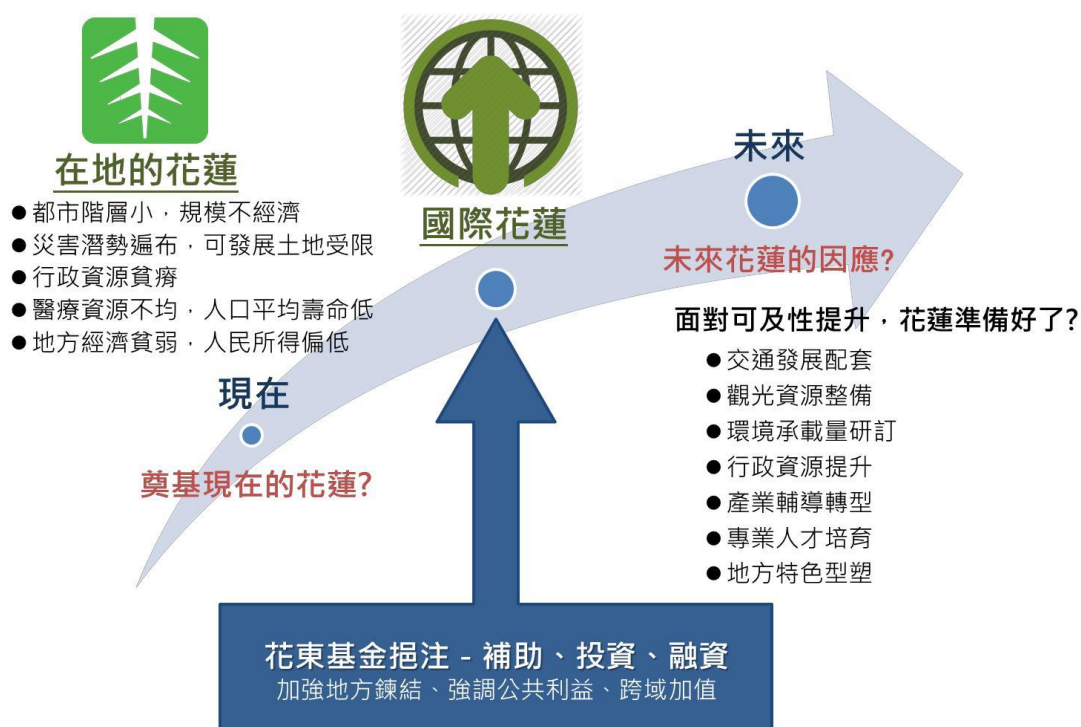 在地的花蓮
●都市階層小，規模不經濟
●災害潛勢遍布，可發展土地受限
●行政資源貧瘠
●醫療資源不均，人口平均壽命低
●地方經濟貧弱，人民所得偏低
現在
奠基現在的花蓮?
國際花蓮
未來
未來花蓮的因應?
面對可及性提升，花蓮準備好了?
●交通發展配套
●觀光資源整備
●環境承載量研訂
●行政資源提升
●產業輔導轉型
●專業人才培育
●地方特色型塑
花東基金挹注 - 補助、投資、融資
加強地方鍊結、強調公共利益、跨域加值